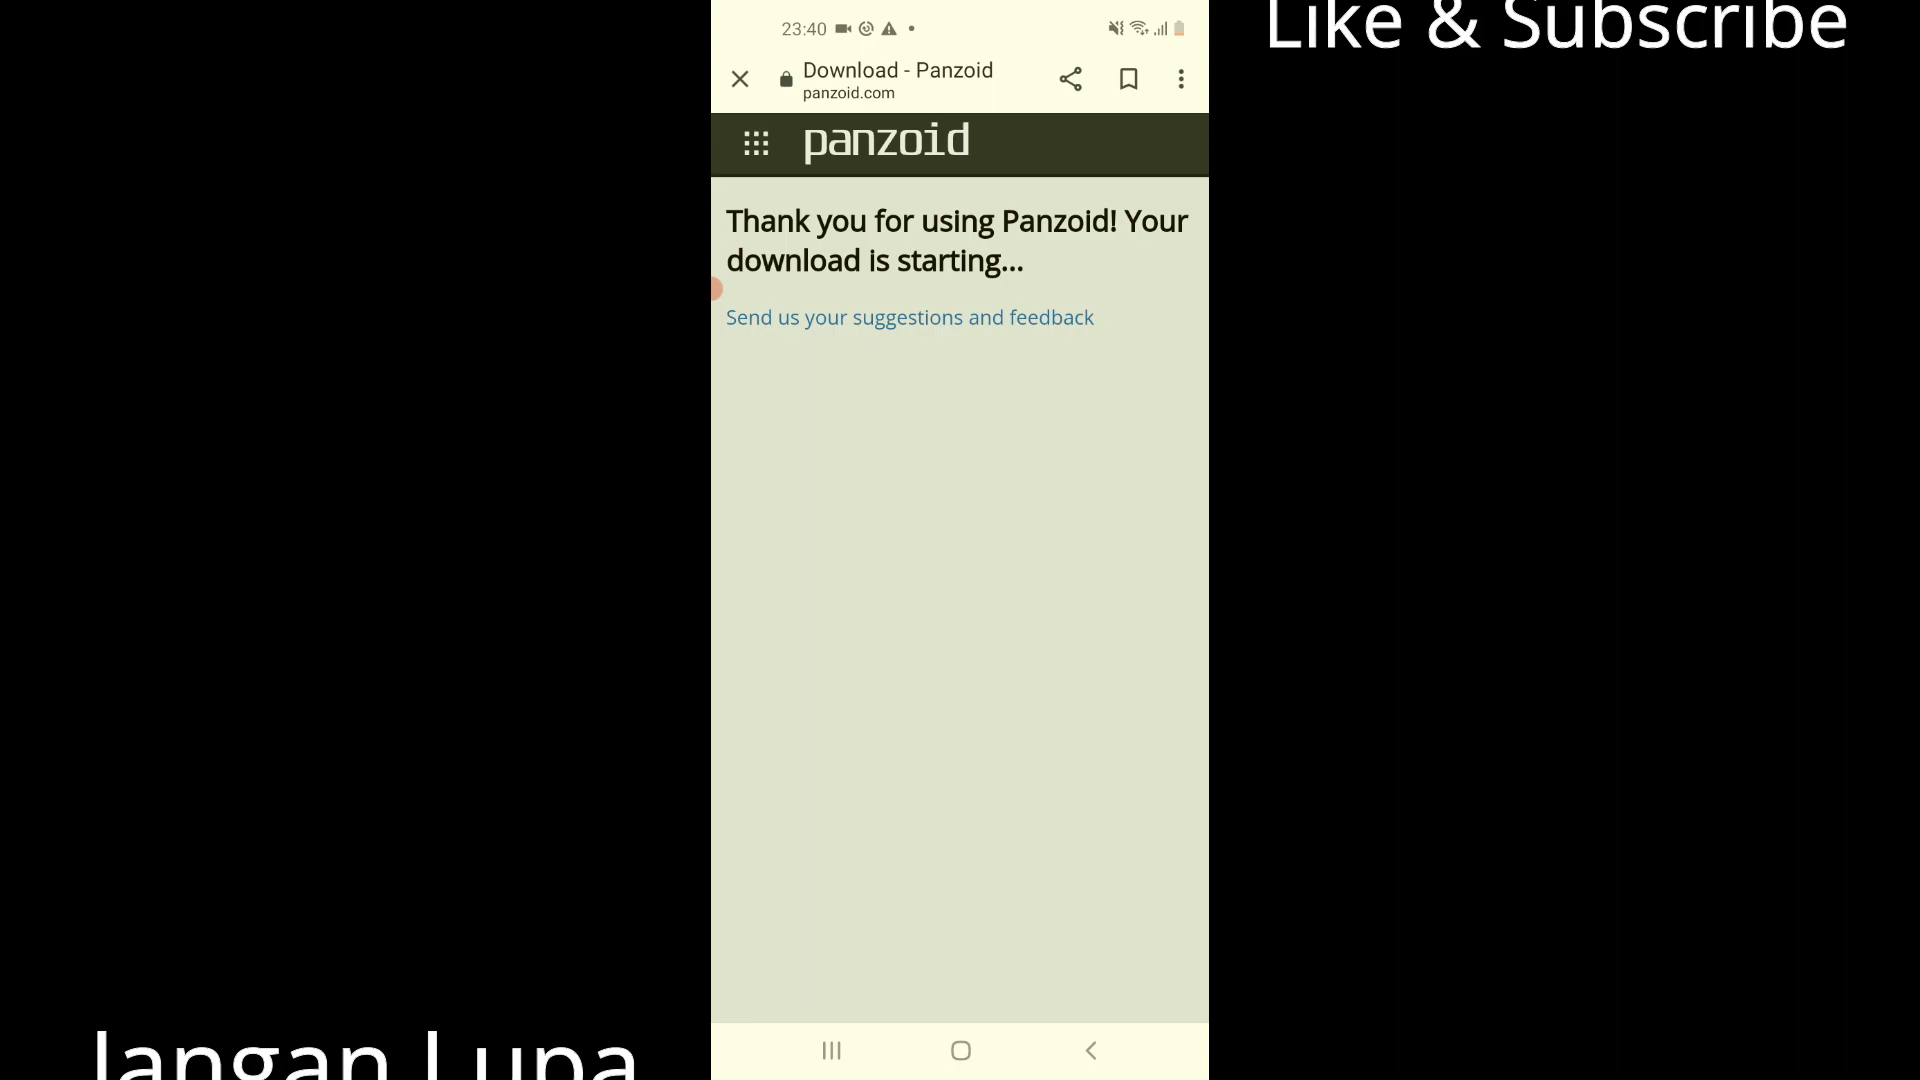 Like & Subscribe
23:40
Download - Panzoid
panzoid.com
panzoid
Thank you for using Panzoid! Your
download is starting...
Send us your suggestions and feedback
Jangan Lupa